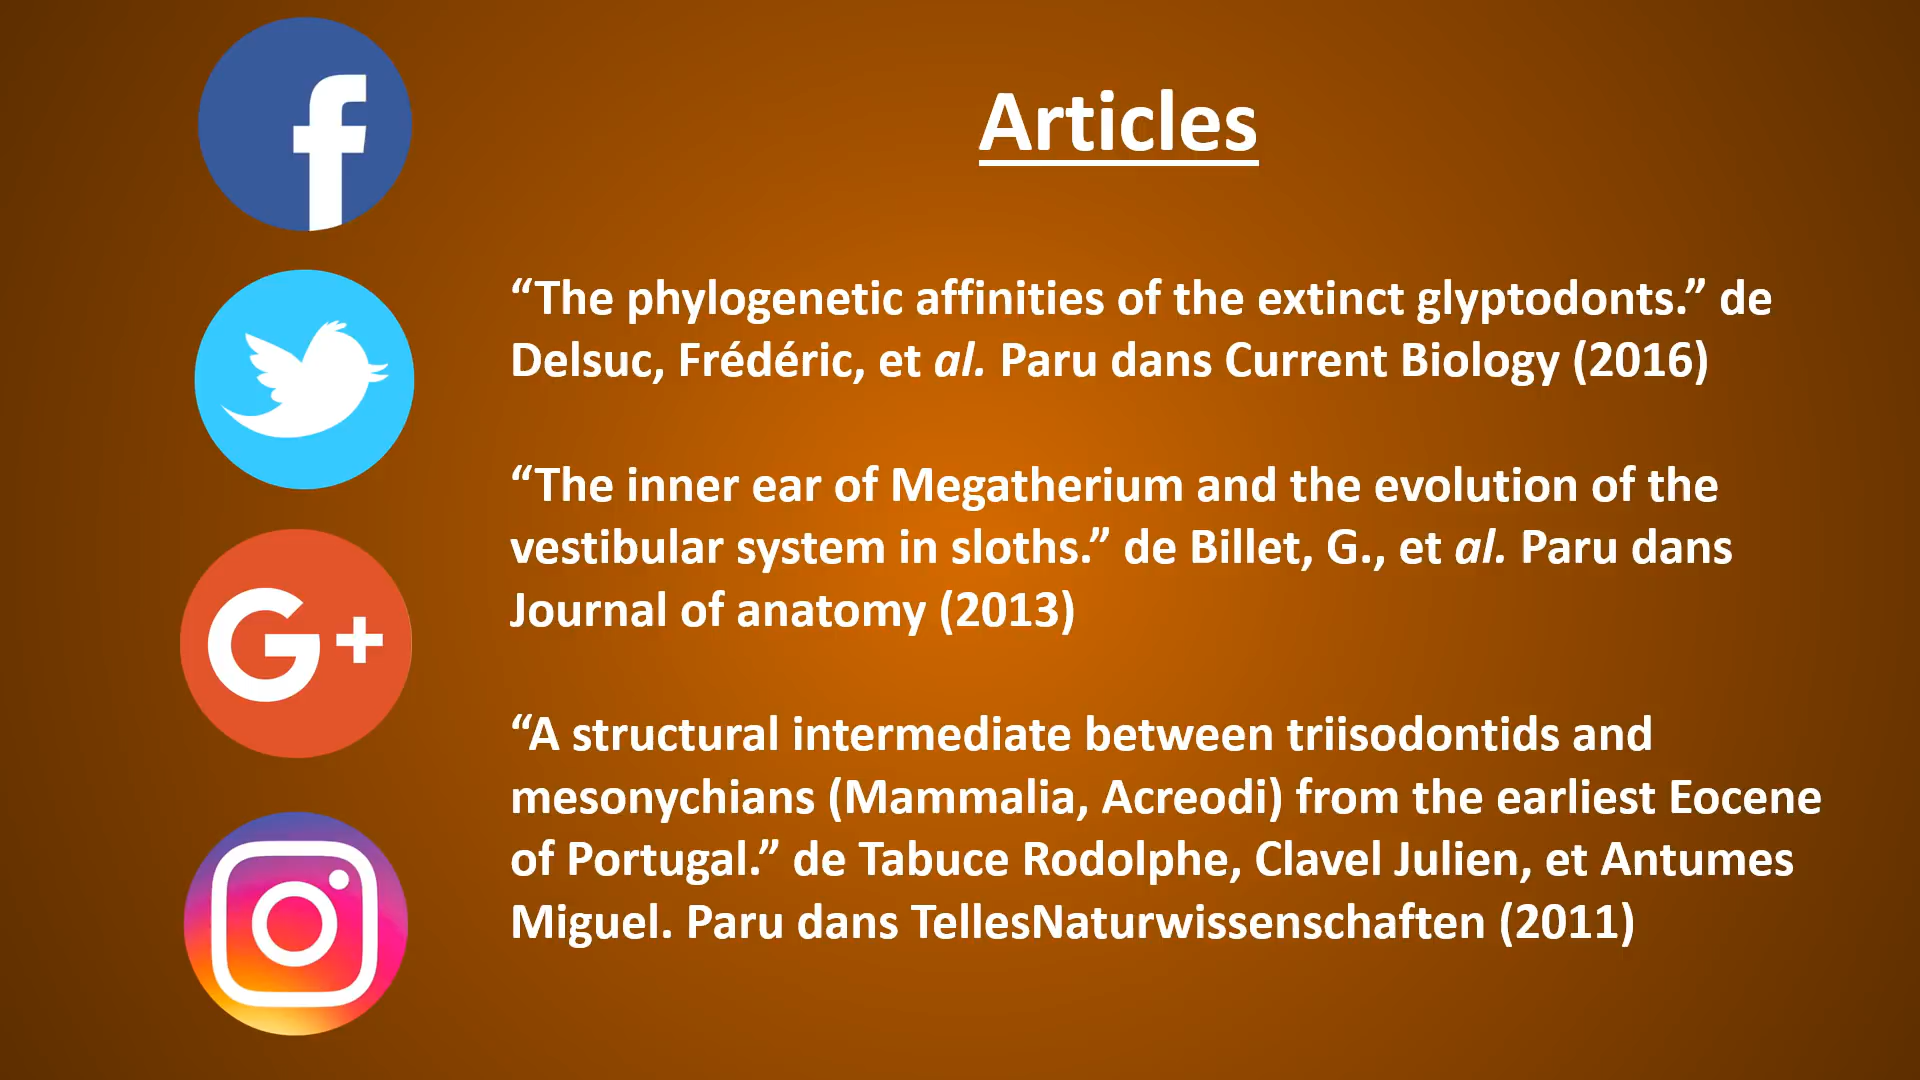 Articles
“The phylogenetic affinities of the extinct glyptodonts.” de
Delsuc, Frédéric, et al. Paru dans Current Biology (2016)
“The inner ear of Megatherium and the evolution of the
vestibular system in sloths.” de Billet, G., et al. Paru dans
Journal of anatomy (2013)
“A structural intermediate between triisodontids and
mesonychians (Mammalia, Acreodi) from the earliest Eocene
of Portugal.” de Tabuce Rodolphe, Clavel Julien, et Antumes
Miguel. Paru dans TellesNaturwissenschaften (2011)
f
G+